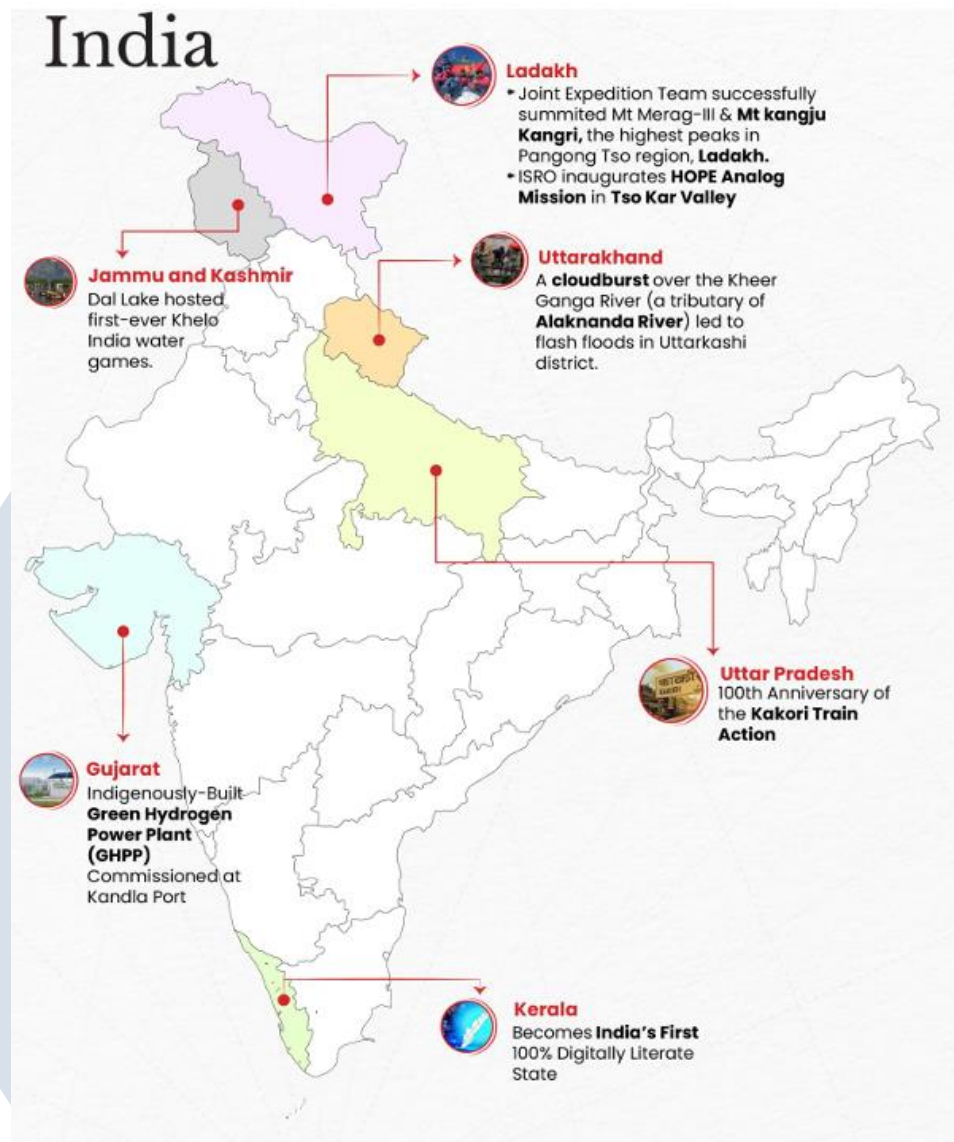 India
Ladakh
Joint Expedition Team successfully
summited Mt Merag-III & Mt kangju
Kangri, the highest peaks in
Pangong Tso region, Ladakh.
ISRO inaugurates HOPE Analog
Mission in Tso Kar Valley
Jammu and Kashmir
Dal Lake hosted
first-ever Khelo
India water
games.
Uttarakhand
A cloudburst over the Kheer
Ganga River (a tributary of
Alaknanda River) led to
flash floods in Uttarkashi
district.
Uttar Pradesh
100th Anniversary of
the Kakori Train
Action
Gujarat
Indigenously-Built
Green Hydrogen
Power Plant
(GHPP)
Commissioned at
Kandla Port
Kerala
Becomes India's First
100% Digitally Literate
State